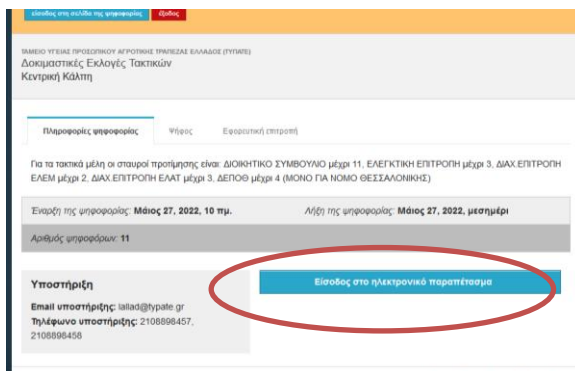 είσοδος στη σελίδα της ψηφοφορίας έξοδος
ΤΑΜΕΙΟ ΥΓΕΙΑΣ ΠΡΟΣΩΠΙΚΟΥ ΑΓΡΟΤΙΚΗΣ ΤΡΑΠΕΖΑΣ ΕΛΛΑΔΟΣ (ΤΥΠΑΤΕ)
Δοκιμαστικές Εκλογές Τακτικών
Κεντρική Κάλπη
Πληροφορίες ψηφοφορίας Ψήφος Εφορευτική επιτροπή
Για τα τακτικά μέλη οι σταυροί προτίμησης είναι: ΔΙΟΙΚΗΤΙΚΟ ΣΥΜΒΟΥΛΙΟ μέχρι 11, ΕΛΕΓΚΤΙΚΗ ΕΠΙΤΡΟΠΗ μέχρι 3, ΔΙΑΧ.ΕΠΙΤΡΟΠΗ
ΕΛΕΜ μέχρι 2, ΔΙΑΧ.ΕΠΙΤΡΟΠΗ ΕΛΑΤ μέχρι 3, ΔΕΠΟΘ μέχρι 4 (ΜΟΝΟ ΓΙΑ ΝΟΜΟ ΘΕΣΣΑΛΟΝΙΚΗΣ)
Έναρξη της ψηφοφορίας: Μάιος 27, 2022, 10 πμ. Λήξη της ψηφοφορίας: Μάιος 27, 2022, μεσημέρι
Αριθμός ψηφοφόρων: 11
Υποστήριξη
Είσοδος στο ηλεκτρονικό παραπέτασμα
Email υποστήριξης: lallad@typate.gr
Τηλέφωνο υποστήριξης: 2108896457,
2108896458